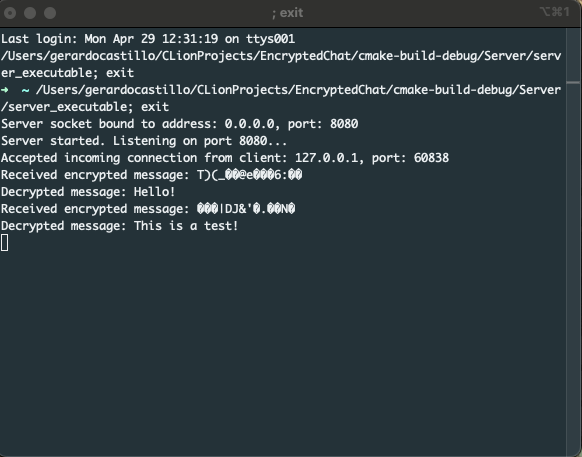 ; exit
⌥⌘1
Last login: Mon Apr 29 12:31:19 on ttys001
/Users/gerardocastillo/CLionProjects/EncryptedChat/cmake-build-debug/Server/serv
er_executable; exit
➜  ~ /Users/gerardocastillo/CLionProjects/EncryptedChat/cmake-build-debug/Server
/server_executable; exit
Server socket bound to address: 0.0.0.0, port: 8080
Server started. Listening on port 8080...
Accepted incoming connection from client: 127.0.0.1, port: 60838
Received encrypted message: T)(_��@e���6:��
Decrypted message: Hello!
Received encrypted message: ���|DJ&'�.��N�
Decrypted message: This is a test!